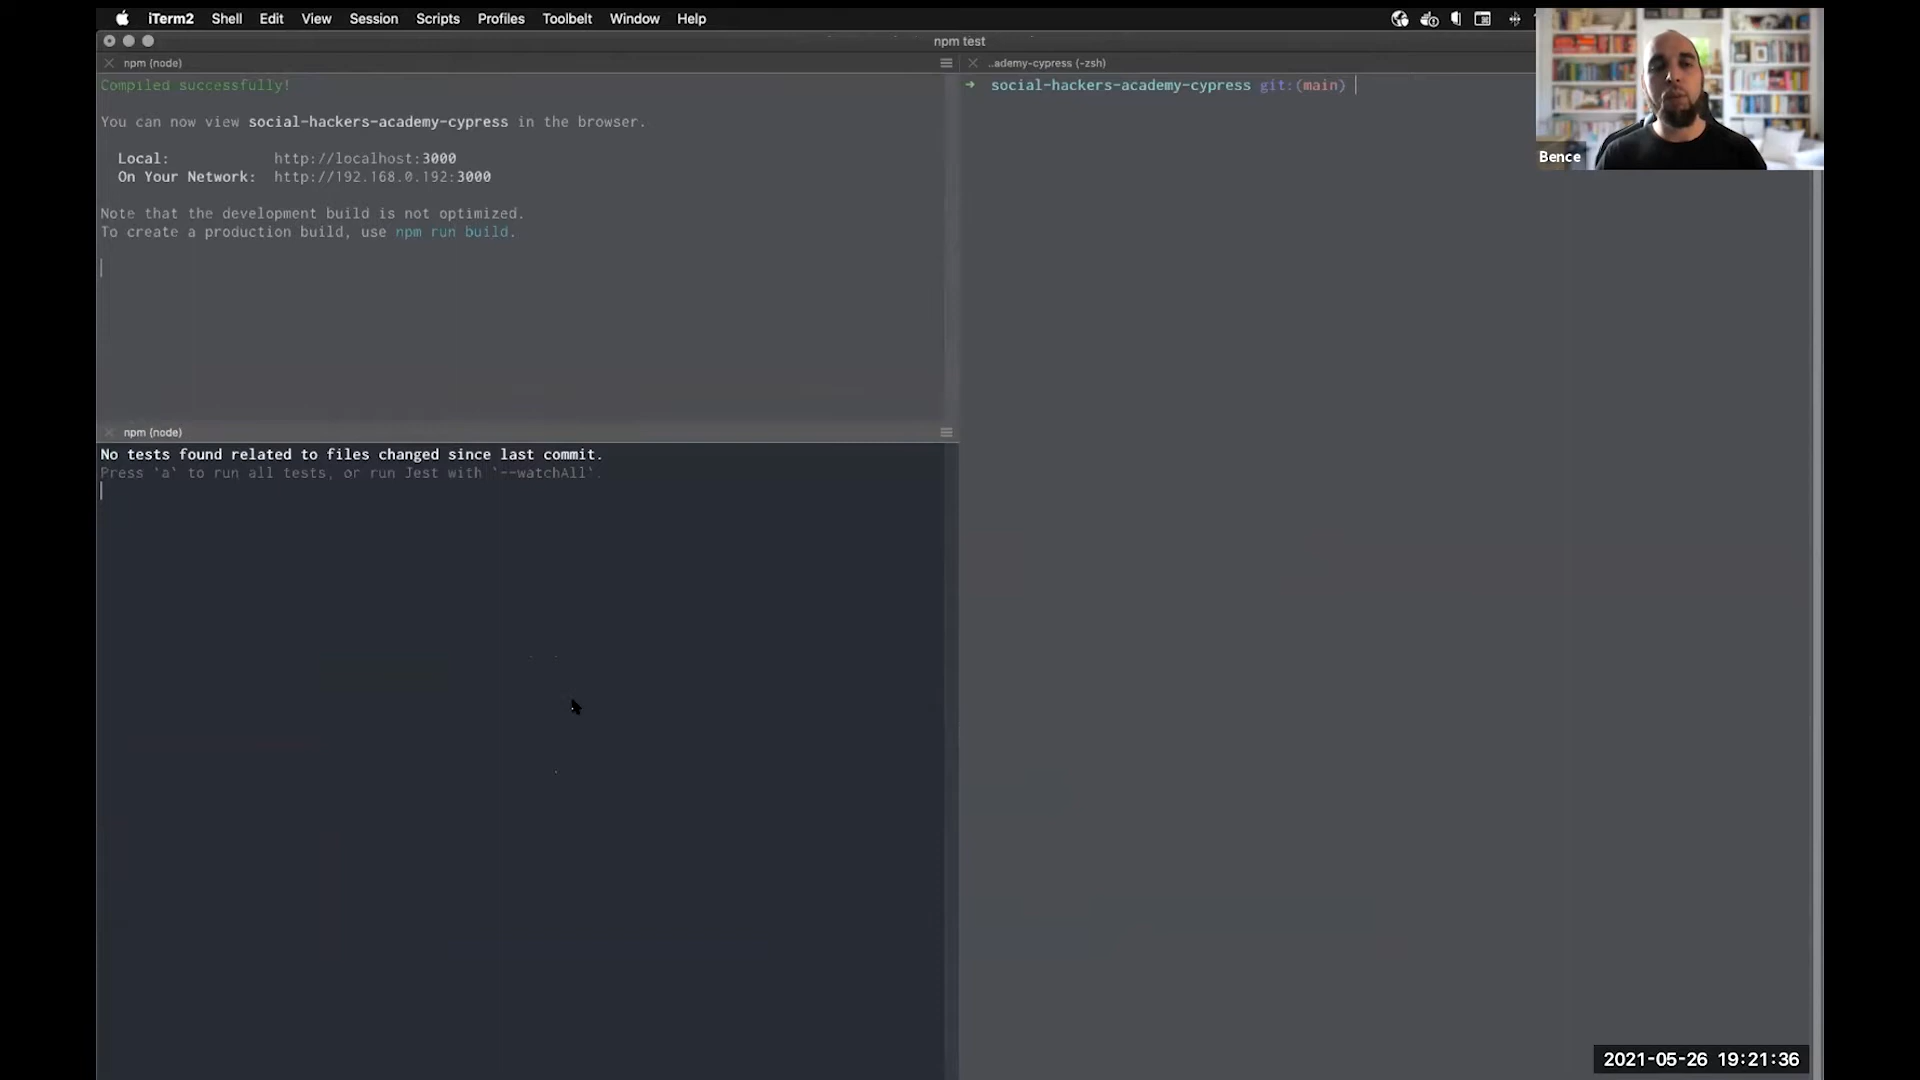 iTerm2 Shell Edit View Session Scripts Profiles Toolbelt Window Help
npm test
npm (node)
Compiled successfully!
You can now view social-hackers-academy-cypress in the browser.
Local: http://localhost:3000
On Your Network: http://192.168.0.192:3000
Note that the development build is not optimized.
To create a production build, use npm run build.
npm (node)
No tests found related to files changed since last commit.
Press `a` to run all tests, or run Jest with `--watchAll`.
..ademy-cypress (-zsh)
➜ social-hackers-academy-cypress git:(main)
Bence
2021-05-26 19:21:36